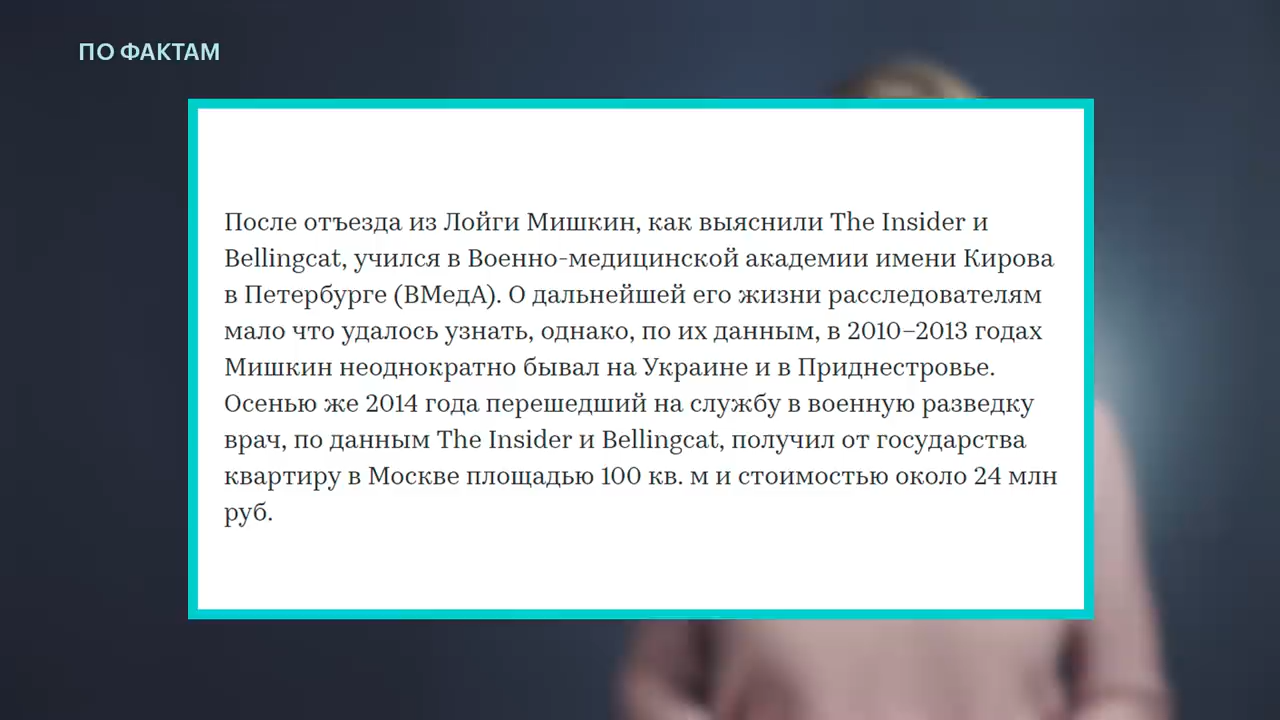 ПО ФАКТАМ
После отъезда из Лойги Мишкин, как выяснили The Insider и
Bellingcat, учился в Военно-медицинской академии имени Кирова
в Петербурге (ВМедА). О дальнейшей его жизни расследователям
мало что удалось узнать, однако, по их данным, в 2010–2013 годах
Мишкин неоднократно бывал на Украине и в Приднестровье.
Осенью же 2014 года перешедший на службу в военную разведку
врач, по данным The Insider и Bellingcat, получил от государства
квартиру в Москве площадью 100 кв. м и стоимостью около 24 млн
руб.